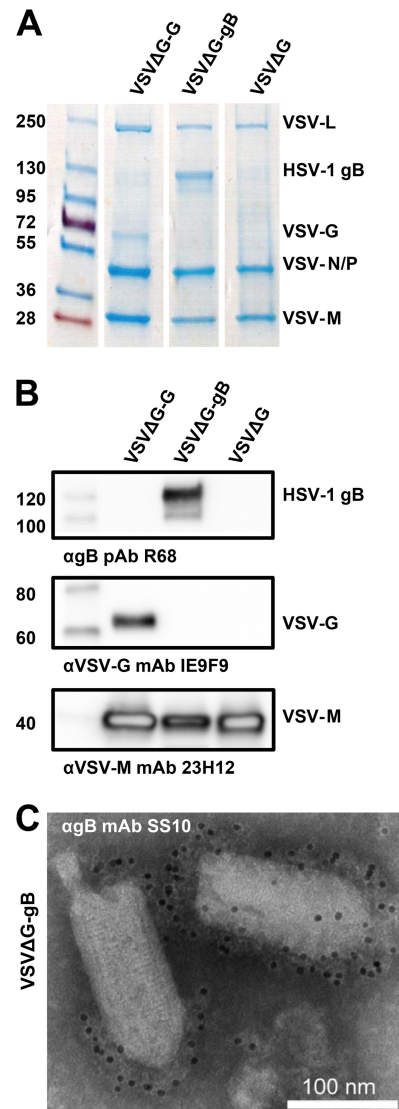 A
VSVΔG-G
VSVΔG-gB
VSVΔG
250
130
95
72
55
36
28
VSV-L
HSV-1 gB
VSV-G
VSV-N/P
VSV-M
B
VSVΔG-G
VSVΔG-gB
VSVΔG
120
100
HSV-1 gB
αgB pAb R68
80
60
VSV-G
αVSV-G mAb IE9F9
40
VSV-M
αVSV-M mAb 23H12
C
αgB mAb SS10
VSVΔG-gB
100 nm